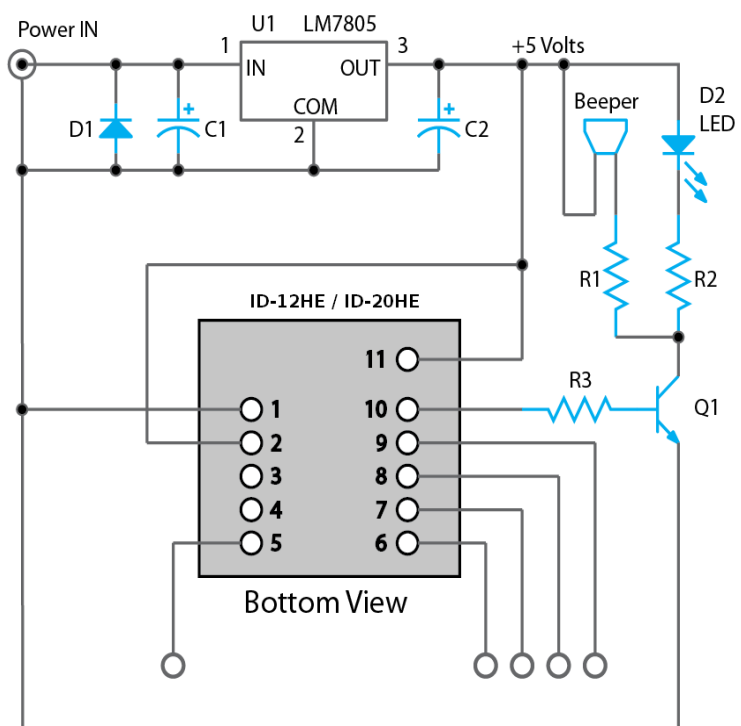 Power IN
U1 LM7805
1
3
+5 Volts
IN OUT
COM
2
D1
C1
C2
Beeper
D2
LED
R1
R2
ID-12HE / ID-20HE
11
1 10
2 9
3 8
4 7
5 6
R3
Q1
Bottom View